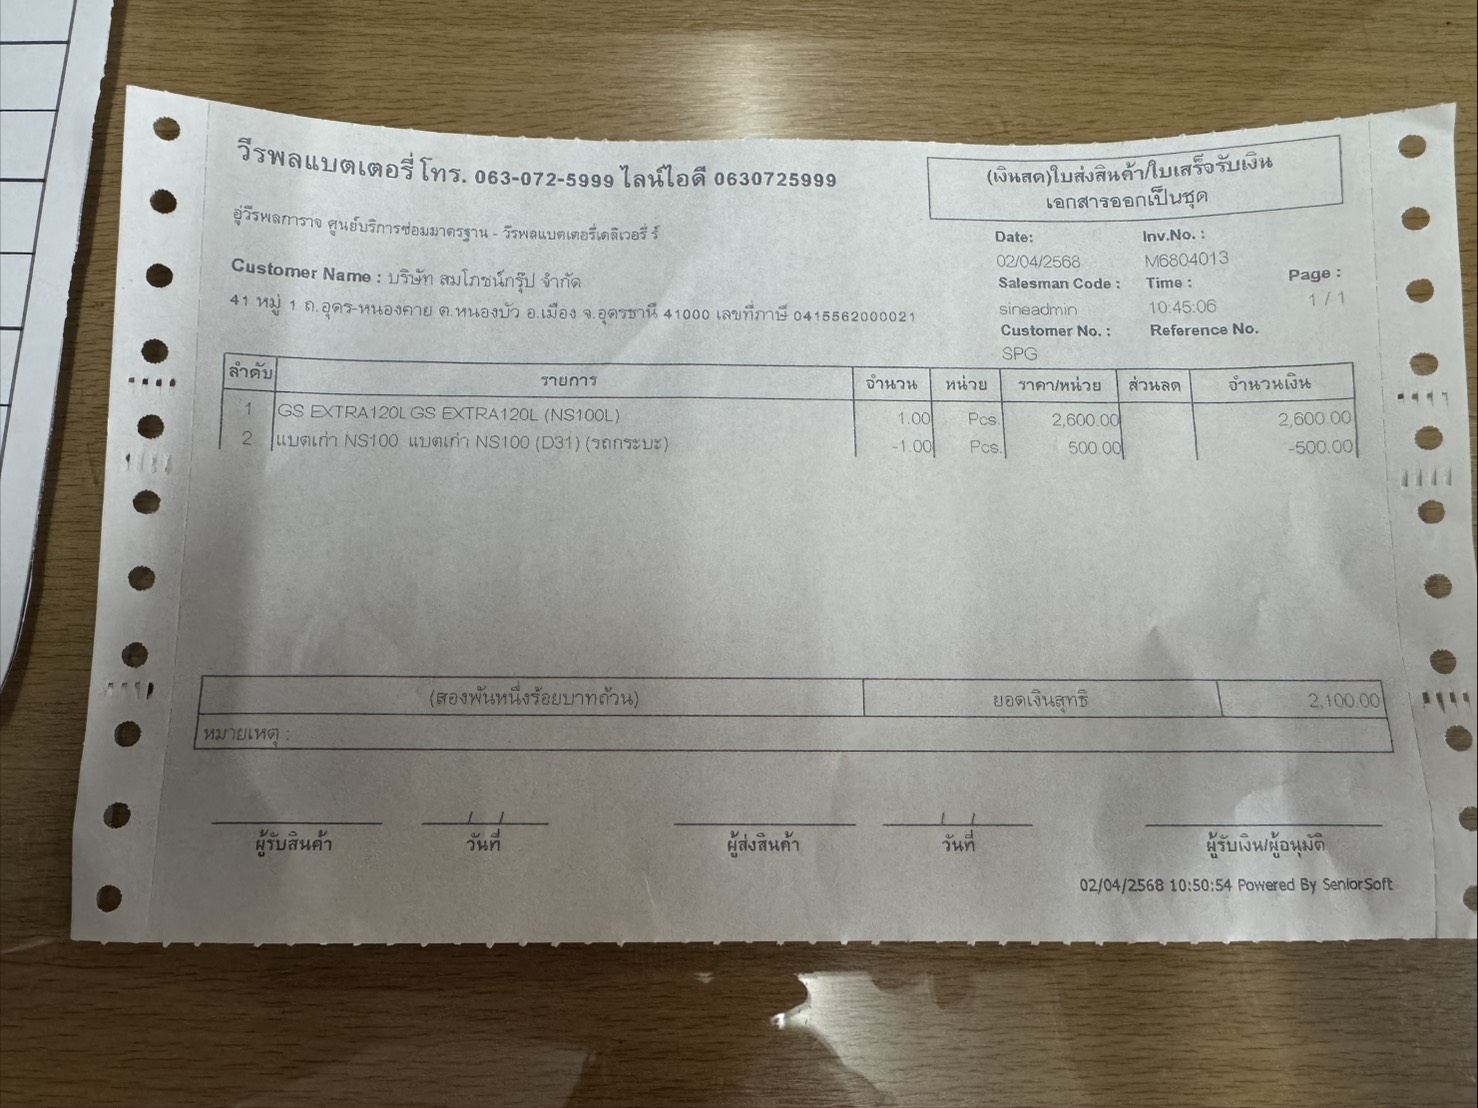 วีรพลแบตเตอรี่ โทร. 063-072-5999 ไลน์ไอดี 0630725999
(เงินสด)ใบส่งสินค้า/ใบเสร็จรับเงิน
เอกสารออกเป็นชุด
อู่วีรพลการาจ ศูนย์บริการซ่อมมาตรฐาน - วีรพลแบตเตอรี่เดลิเวอรี่ ร์
Date: Inv.No. :
02/04/2568 M6804013
Customer Name : บริษัท สมโภชน์กรุ๊ป จำกัด
Salesman Code : Time : Page :
41 หมู่ 1 ถ.อุดร-หนองคาย ต.หนองบัว อ.เมือง จ.อุดรธานี 41000 เลขที่ภาษี 0415562000021
sineadmin 10:45:06 1 / 1
Customer No. : Reference No.
SPG
ลำดับ รายการ จำนวน หน่วย ราคา/หน่วย ส่วนลด จำนวนเงิน
1 GS EXTRA120L GS EXTRA120L (NS100L) 1.00 Pcs. 2,600.00 2,600.00
2 แบตเก่า NS100 แบตเก่า NS100 (D31) (รถกระบะ) -1.00 Pcs. 500.00 -500.00
(สองพันหนึ่งร้อยบาทถ้วน) ยอดเงินสุทธิ 2,100.00
หมายเหตุ :
/ / / /
ผู้รับสินค้า วันที่ ผู้ส่งสินค้า วันที่ ผู้รับเงิน/ผู้อนุมัติ
02/04/2568 10:50:54 Powered By SeniorSoft